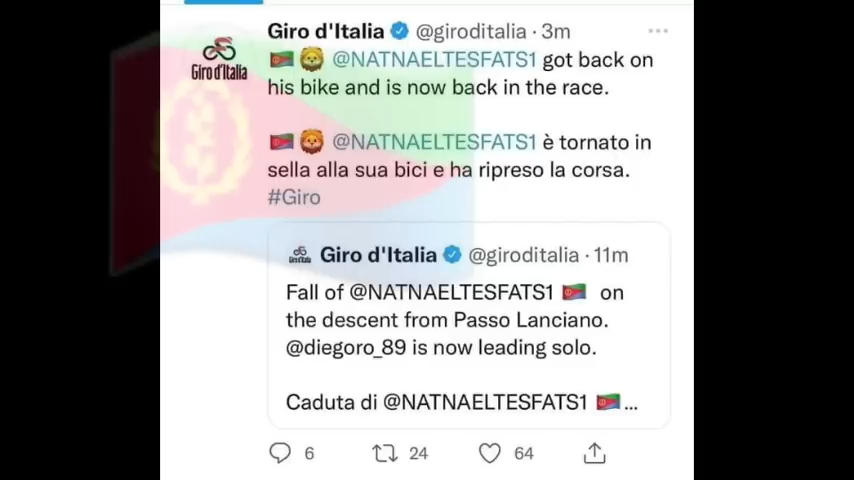 Giro d'Italia @giroditalia · 3m
Giro d'Italia
🇪🇷🦁 @NATNAELTESFATS1 got back on
his bike and is now back in the race.
🇪🇷🦁 @NATNAELTESFATS1 è tornato in
sella alla sua bici e ha ripreso la corsa.
#Giro
Giro d'Italia @giroditalia · 11m
Fall of @NATNAELTESFATS1 🇪🇷 on
the descent from Passo Lanciano.
@diegoro_89 is now leading solo.
Caduta di @NATNAELTESFATS1 🇪🇷...
6 24 64